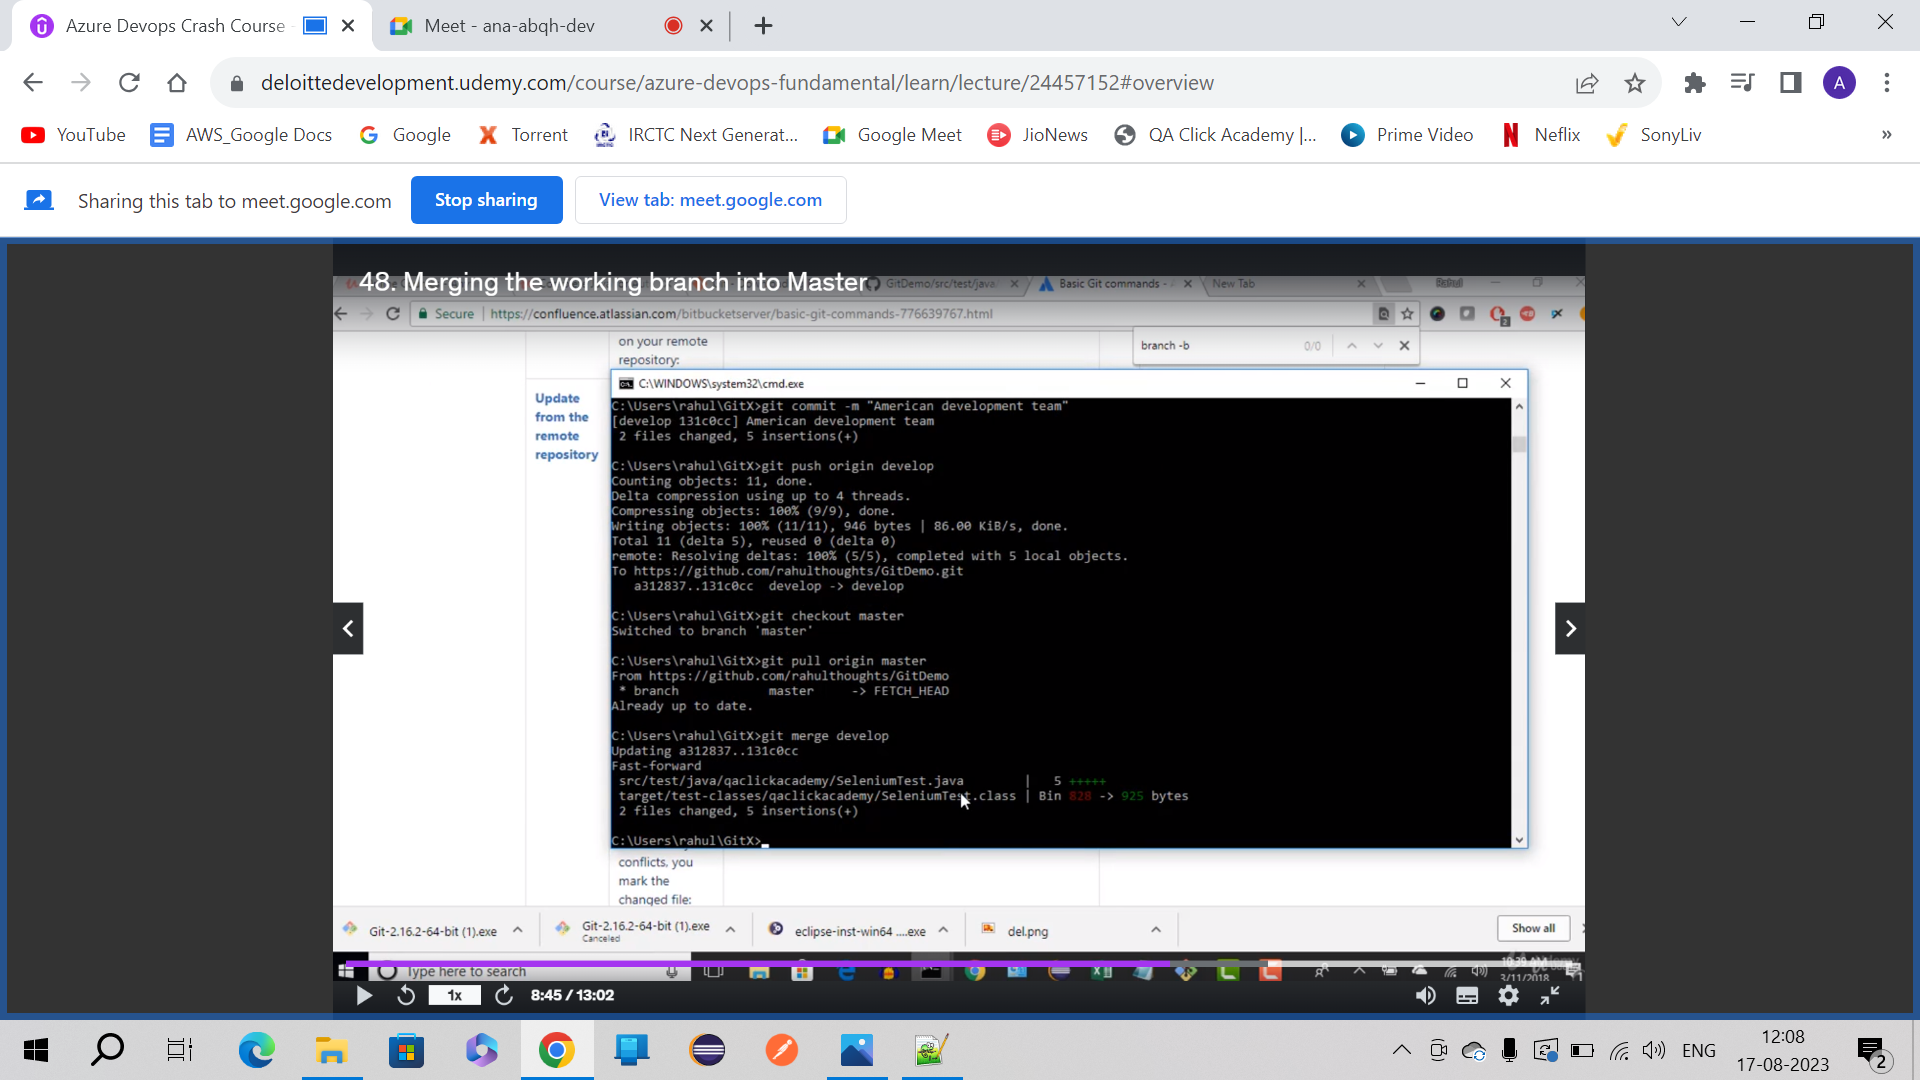 Azure Devops Crash Course
Meet - ana-abqh-dev
deloittedevelopment.udemy.com/course/azure-devops-fundamental/learn/lecture/24457152#overview
A
YouTube AWS_Google Docs Google Torrent IRCTC Next Generat... Google Meet JioNews QA Click Academy |... Prime Video Neflix SonyLiv »
Sharing this tab to meet.google.com Stop sharing View tab: meet.google.com
48. Merging the working branch into Master
GitDemo/src/test/java Basic Git commands - New Tab
Secure | https://confluence.atlassian.com/bitbucketserver/basic-git-commands-776639767.html
on your remote
repository:
branch -b 0/0
Update
from the
remote
repository
C:\WINDOWS\system32\cmd.exe
C:\Users\rahul\GitX>git commit -m "American development team"
[develop 131c0cc] American development team
2 files changed, 5 insertions(+)
C:\Users\rahul\GitX>git push origin develop
Counting objects: 11, done.
Delta compression using up to 4 threads.
Compressing objects: 100% (9/9), done.
Writing objects: 100% (11/11), 946 bytes | 86.00 KiB/s, done.
Total 11 (delta 5), reused 0 (delta 0)
remote: Resolving deltas: 100% (5/5), completed with 5 local objects.
To https://github.com/rahulthoughts/GitDemo.git
a312837..131c0cc develop -> develop
C:\Users\rahul\GitX>git checkout master
Switched to branch 'master'
C:\Users\rahul\GitX>git pull origin master
From https://github.com/rahulthoughts/GitDemo
* branch master -> FETCH_HEAD
Already up to date.
C:\Users\rahul\GitX>git merge develop
Updating a312837..131c0cc
Fast-forward
src/test/java/qaclickacademy/SeleniumTest.java | 5 +++++
target/test-classes/qaclickacademy/SeleniumTest.class | Bin 828 -> 925 bytes
2 files changed, 5 insertions(+)
C:\Users\rahul\GitX>
conflicts, you
mark the
changed file:
Git-2.16.2-64-bit (1).exe
Git-2.16.2-64-bit (1).exe
Canceled
eclipse-inst-win64 ....exe
del.png
Show all
Type here to search
3/11/2018
1x 8:45 / 13:02
ENG
12:08
17-08-2023
2